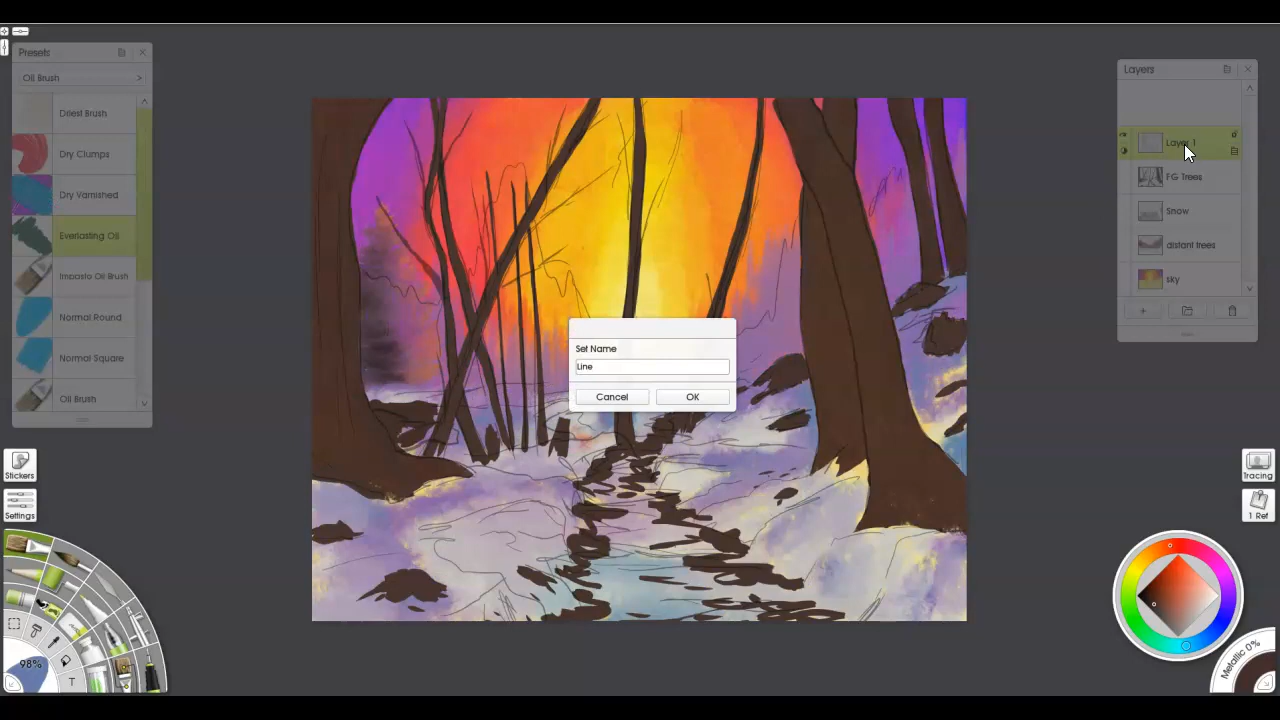 Presets
Oil Brush >
Driest Brush
Dry Clumps
Dry Varnished
Everlasting Oil
Impasto Oil Brush
Normal Round
Normal Square
Oil Brush
Stickers
Settings
98%
T
Set Name
Line
Cancel
OK
Layers
Layer 1
FG Trees
Snow
distant trees
sky
Tracing
1 Ref
Metallic 0%